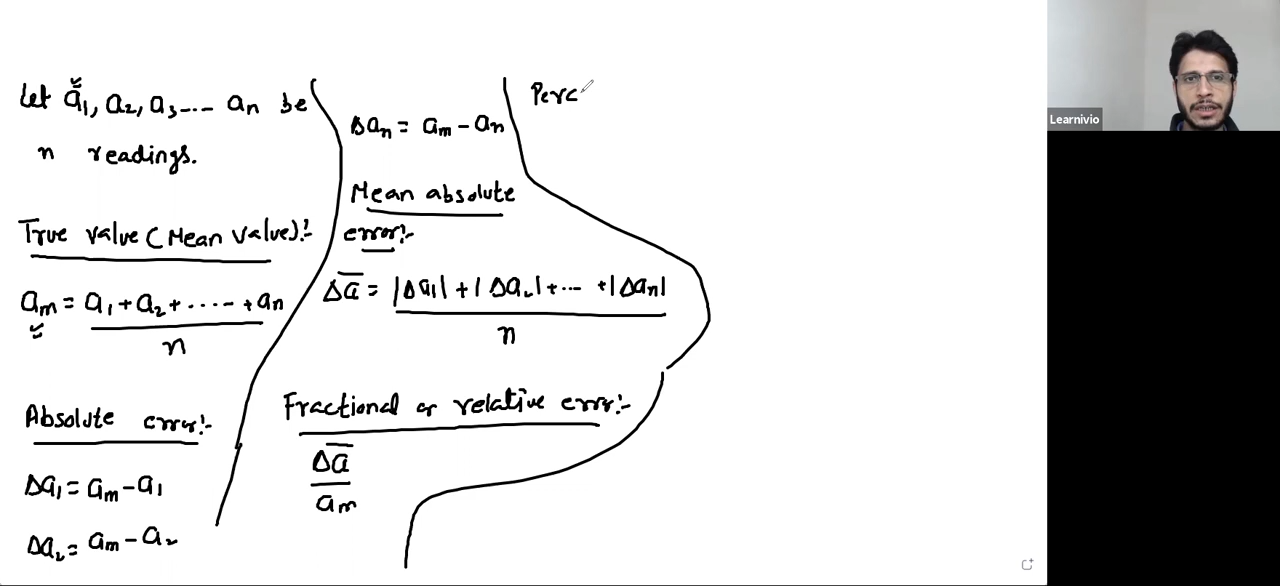 Let a₁, a₂, a₃---- aₙ be
n readings.
True value (Mean value):-
aₘ = a₁+a₂+.....+aₙ
n
Absolute error:-
Δa₁ = aₘ-a₁
Δa₂ = aₘ-a₂
Δaₙ = aₘ-aₙ
Mean absolute
error:-
Δa̅ = |Δa₁|+|Δa₂|+--- +|Δaₙ|
n
Fractional or relative error:-
Δa̅
aₘ
Perc
Learnivio